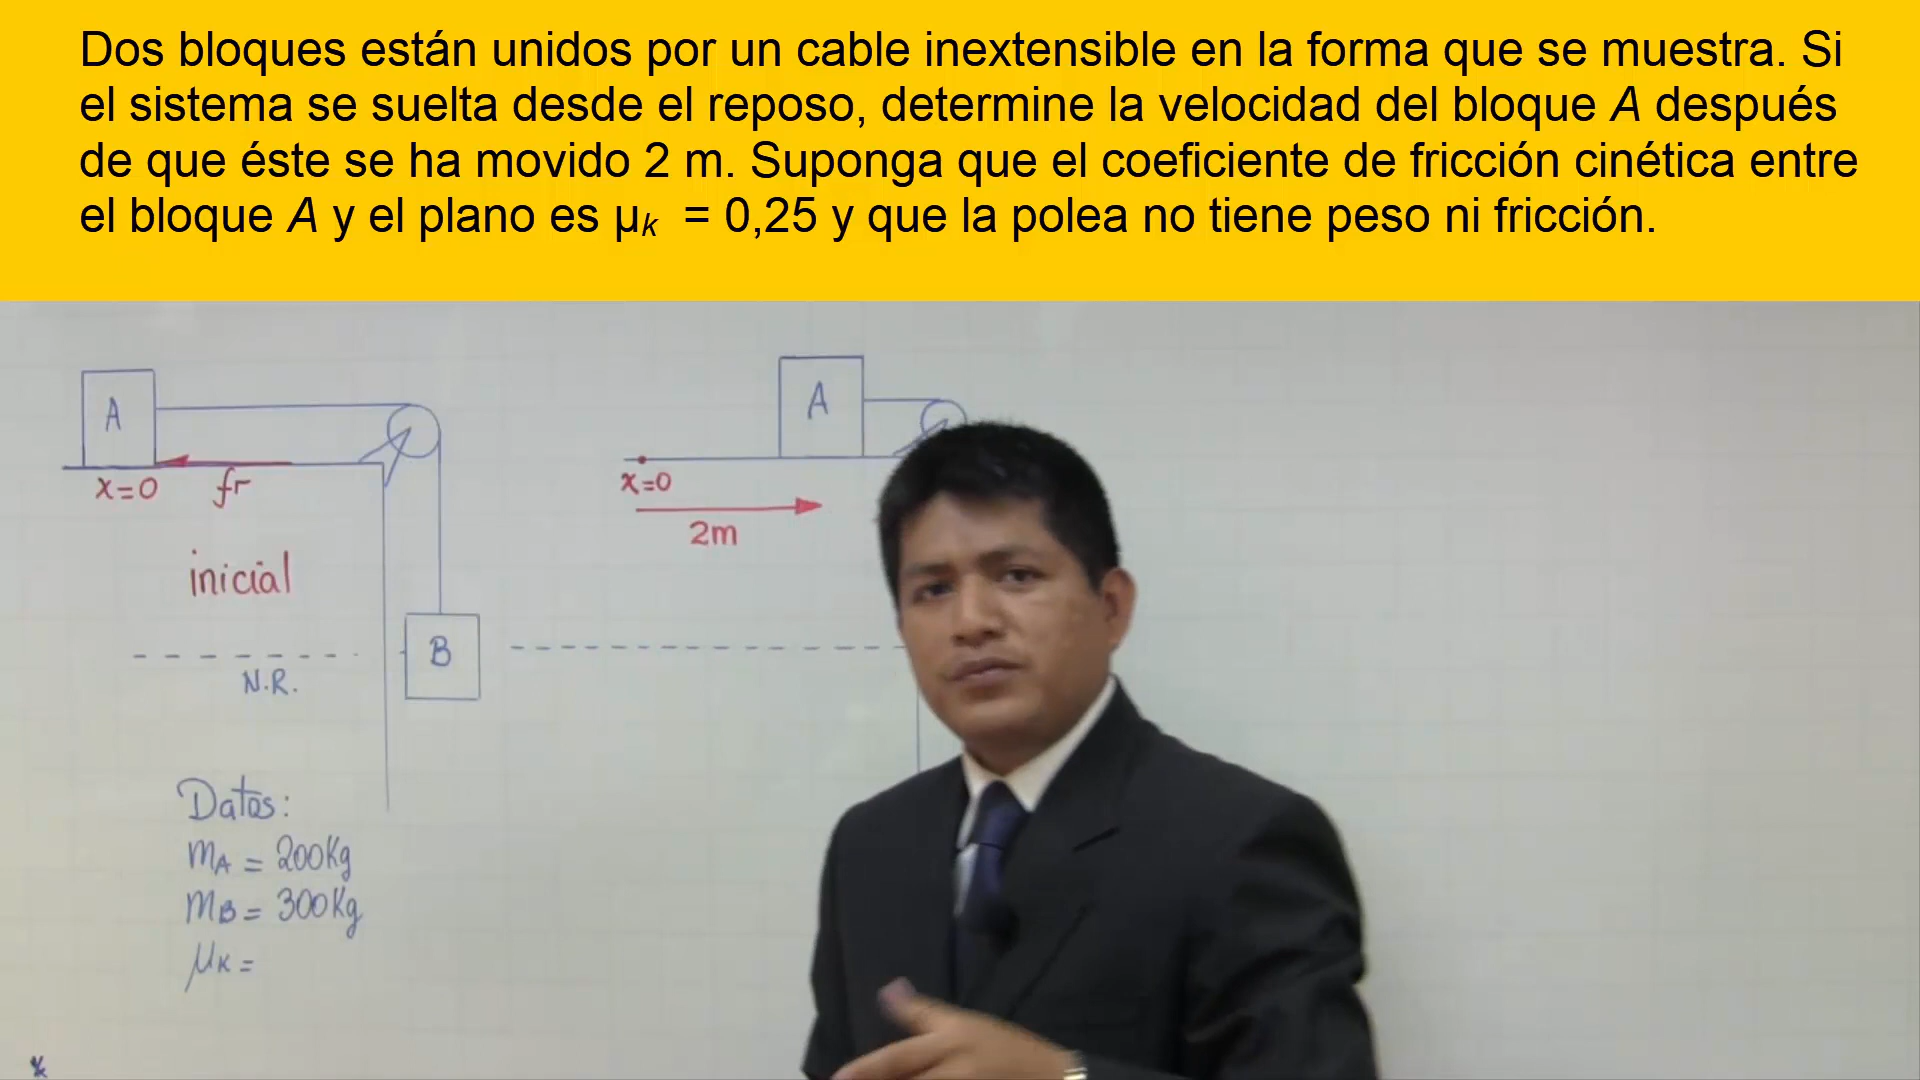 Dos bloques están unidos por un cable inextensible en la forma que se muestra. Si
el sistema se suelta desde el reposo, determine la velocidad del bloque A después
de que éste se ha movido 2 m. Suponga que el coeficiente de fricción cinética entre
el bloque A y el plano es μk = 0,25 y que la polea no tiene peso ni fricción.
A
A
x=0
fr
x=0
2m
inicial
B
N.R.
Datos:
mA = 200Kg
mB = 300Kg
μK =